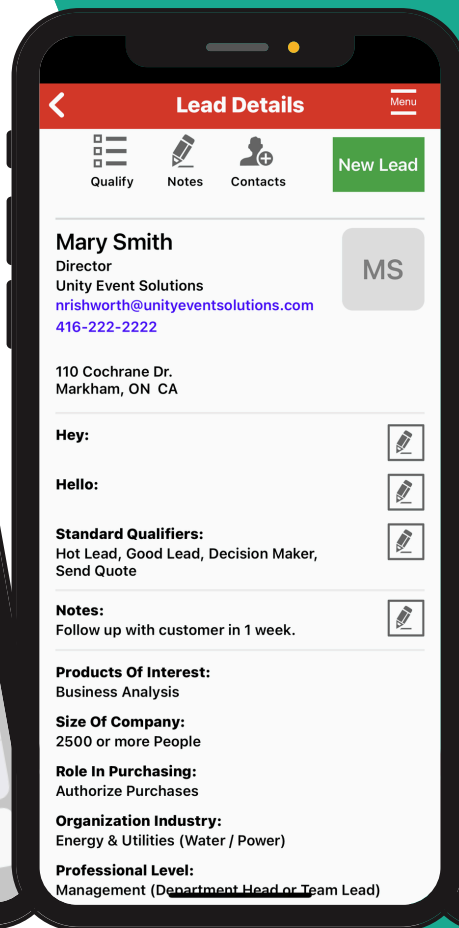 Lead Details
Menu
Qualify
Notes
Contacts
New Lead
Mary Smith
Director
Unity Event Solutions
nrishworth@unityeventsolutions.com
416-222-2222
MS
110 Cochrane Dr.
Markham, ON  CA
Hey:
Hello:
Standard Qualifiers:
Hot Lead, Good Lead, Decision Maker,
Send Quote
Notes:
Follow up with customer in 1 week.
Products Of Interest:
Business Analysis
Size Of Company:
2500 or more People
Role In Purchasing:
Authorize Purchases
Organization Industry:
Energy & Utilities (Water / Power)
Professional Level:
Management (Department Head or Team Lead)